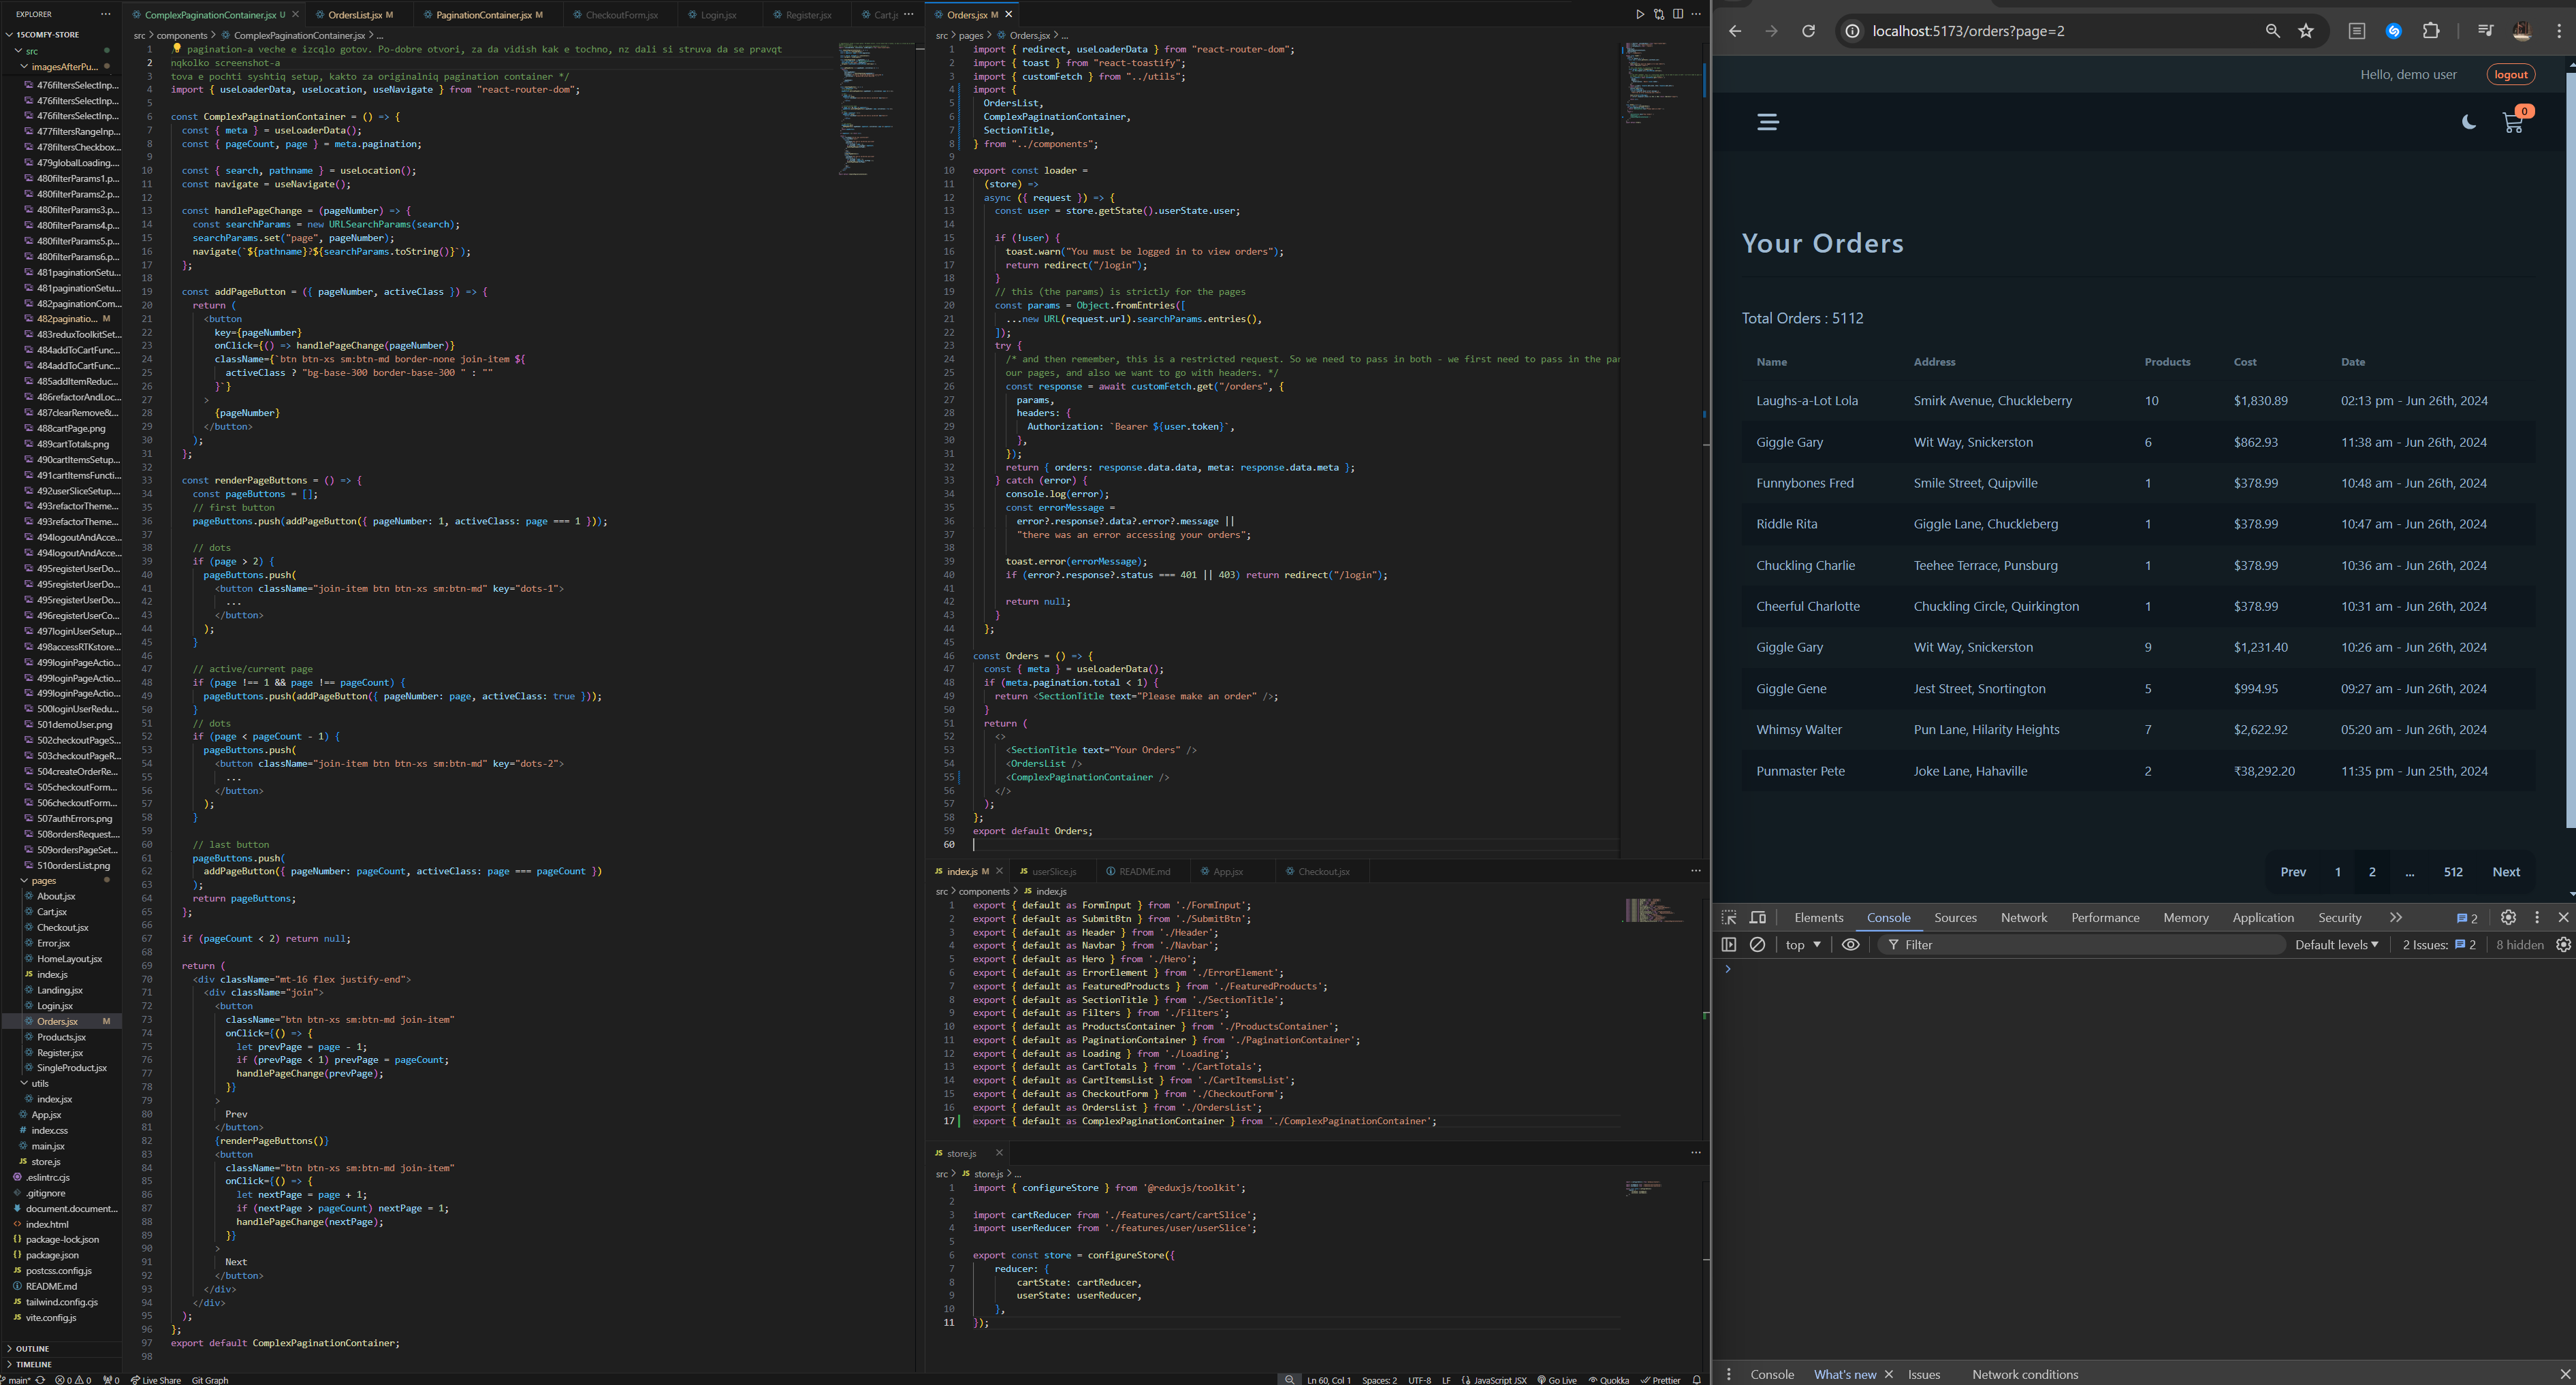 EXPLORER
15COMFY-STORE
src
imagesAfterPu...
476filtersSelectInp...
476filtersSelectInp...
476filtersSelectInp...
477filtersRangeInp...
478filtersCheckbox...
479globalLoading....
480filterParams1.p...
480filterParams2.p...
480filterParams3.p...
480filterParams4.p...
480filterParams5.p...
480filterParams6.p...
481paginationSetu...
481paginationSetu...
482paginationCom...
482paginatio... M
483reduxToolkitSet...
484addToCartFunc...
484addToCartFunc...
485addItemReduc...
486refactorAndLoc...
487clearRemove&...
488cartPage.png
489cartTotals.png
490cartItemsSetup...
491cartItemsFuncti...
492userSliceSetup....
493refactorTheme...
493refactorTheme...
494logoutAndAcce...
494logoutAndAcce...
495registerUserDo...
495registerUserDo...
495registerUserDo...
496registerUserCo...
497loginUserSetup...
498accessRTKstore...
499loginPageActio...
499loginPageActio...
499loginPageActio...
500loginUserRedu...
501demoUser.png
502checkoutPageS...
503checkoutPageR...
504createOrderRe...
505checkoutForm...
506checkoutForm...
507authErrors.png
508ordersRequest....
509ordersPageSet...
510ordersList.png
pages
About.jsx
Cart.jsx
Checkout.jsx
Error.jsx
HomeLayout.jsx
index.js
Landing.jsx
Login.jsx
Orders.jsx M
Products.jsx
Register.jsx
SingleProduct.jsx
utils
index.jsx
App.jsx
index.css
main.jsx
store.js
.eslintrc.cjs
.gitignore
document.document...
index.html
package-lock.json
package.json
postcss.config.js
README.md
tailwind.config.cjs
vite.config.js
OUTLINE
TIMELINE
ComplexPaginationContainer.jsx U
OrdersList.jsx M
PaginationContainer.jsx M
CheckoutForm.jsx
Login.jsx
Register.jsx
Cart.js
src > components > ComplexPaginationContainer.jsx > ...
1 pagination-a veche e izcqlo gotov. Po-dobre otvori, za da vidish kak e tochno, nz dali si struva da se pravqt
2 nqkolko screenshot-a
3 tova e pochti syshtiq setup, kakto za originalniq pagination container */
4 import { useLoaderData, useLocation, useNavigate } from "react-router-dom";
5
6 const ComplexPaginationContainer = () => {
7 const { meta } = useLoaderData();
8 const { pageCount, page } = meta.pagination;
9
10 const { search, pathname } = useLocation();
11 const navigate = useNavigate();
12
13 const handlePageChange = (pageNumber) => {
14 const searchParams = new URLSearchParams(search);
15 searchParams.set("page", pageNumber);
16 navigate(`${pathname}?${searchParams.toString()}`);
17 };
18
19 const addPageButton = ({ pageNumber, activeClass }) => {
20 return (
21 <button
22 key={pageNumber}
23 onClick={() => handlePageChange(pageNumber)}
24 className={`btn btn-xs sm:btn-md border-none join-item ${
25 activeClass ? "bg-base-300 border-base-300 " : ""
26 }`}
27 >
28 {pageNumber}
29 </button>
30 );
31 };
32
33 const renderPageButtons = () => {
34 const pageButtons = [];
35 // first button
36 pageButtons.push(addPageButton({ pageNumber: 1, activeClass: page === 1 }));
37
38 // dots
39 if (page > 2) {
40 pageButtons.push(
41 <button className="join-item btn btn-xs sm:btn-md" key="dots-1">
42 ...
43 </button>
44 );
45 }
46
47 // active/current page
48 if (page !== 1 && page !== pageCount) {
49 pageButtons.push(addPageButton({ pageNumber: page, activeClass: true }));
50 }
51 // dots
52 if (page < pageCount - 1) {
53 pageButtons.push(
54 <button className="join-item btn btn-xs sm:btn-md" key="dots-2">
55 ...
56 </button>
57 );
58 }
59
60 // last button
61 pageButtons.push(
62 addPageButton({ pageNumber: pageCount, activeClass: page === pageCount })
63 );
64 return pageButtons;
65 };
66
67 if (pageCount < 2) return null;
68
69 return (
70 <div className="mt-16 flex justify-end">
71 <div className="join">
72 <button
73 className="btn btn-xs sm:btn-md join-item"
74 onClick={() => {
75 let prevPage = page - 1;
76 if (prevPage < 1) prevPage = pageCount;
77 handlePageChange(prevPage);
78 }}
79 >
80 Prev
81 </button>
82 {renderPageButtons()}
83 <button
84 className="btn btn-xs sm:btn-md join-item"
85 onClick={() => {
86 let nextPage = page + 1;
87 if (nextPage > pageCount) nextPage = 1;
88 handlePageChange(nextPage);
89 }}
90 >
91 Next
92 </button>
93 </div>
94 </div>
95 );
96 };
97 export default ComplexPaginationContainer;
98
Orders.jsx M
src > pages > Orders.jsx > ...
1 import { redirect, useLoaderData } from "react-router-dom";
2 import { toast } from "react-toastify";
3 import { customFetch } from "../utils";
4 import {
5 OrdersList,
6 ComplexPaginationContainer,
7 SectionTitle,
8 } from "../components";
9
10 export const loader =
11 (store) =>
12 async ({ request }) => {
13 const user = store.getState().userState.user;
14
15 if (!user) {
16 toast.warn("You must be logged in to view orders");
17 return redirect("/login");
18 }
19 // this (the params) is strictly for the pages
20 const params = Object.fromEntries([
21 ...new URL(request.url).searchParams.entries(),
22 ]);
23 try {
24 /* and then remember, this is a restricted request. So we need to pass in both - we first need to pass in the par
25 our pages, and also we want to go with headers. */
26 const response = await customFetch.get("/orders", {
27 params,
28 headers: {
29 Authorization: `Bearer ${user.token}`,
30 },
31 });
32 return { orders: response.data.data, meta: response.data.meta };
33 } catch (error) {
34 console.log(error);
35 const errorMessage =
36 error?.response?.data?.error?.message ||
37 "there was an error accessing your orders";
38
39 toast.error(errorMessage);
40 if (error?.response?.status === 401 || 403) return redirect("/login");
41
42 return null;
43 }
44 };
45
46 const Orders = () => {
47 const { meta } = useLoaderData();
48 if (meta.pagination.total < 1) {
49 return <SectionTitle text="Please make an order" />;
50 }
51 return (
52 <>
53 <SectionTitle text="Your Orders" />
54 <OrdersList />
55 <ComplexPaginationContainer />
56 </>
57 );
58 };
59 export default Orders;
60
index.js M
userSlice.js
README.md
App.jsx
Checkout.jsx
src > components > index.js
1 export { default as FormInput } from './FormInput';
2 export { default as SubmitBtn } from './SubmitBtn';
3 export { default as Header } from './Header';
4 export { default as Navbar } from './Navbar';
5 export { default as Hero } from './Hero';
6 export { default as ErrorElement } from './ErrorElement';
7 export { default as FeaturedProducts } from './FeaturedProducts';
8 export { default as SectionTitle } from './SectionTitle';
9 export { default as Filters } from './Filters';
10 export { default as ProductsContainer } from './ProductsContainer';
11 export { default as PaginationContainer } from './PaginationContainer';
12 export { default as Loading } from './Loading';
13 export { default as CartTotals } from './CartTotals';
14 export { default as CartItemsList } from './CartItemsList';
15 export { default as CheckoutForm } from './CheckoutForm';
16 export { default as OrdersList } from './OrdersList';
17 export { default as ComplexPaginationContainer } from './ComplexPaginationContainer';
store.js
src > store.js > ...
1 import { configureStore } from '@reduxjs/toolkit';
2
3 import cartReducer from './features/cart/cartSlice';
4 import userReducer from './features/user/userSlice';
5
6 export const store = configureStore({
7 reducer: {
8 cartState: cartReducer,
9 userState: userReducer,
10 },
11 });
main* 0 0 0 Live Share Git Graph
Ln 60, Col 1 Spaces: 2 UTF-8 LF JavaScript JSX Go Live Quokka Prettier
localhost:5173/orders?page=2
Hello, demo user
logout
0
Your Orders
Total Orders : 5112
Name Address Products Cost Date
Laughs-a-Lot Lola Smirk Avenue, Chuckleberry 10 $1,830.89 02:13 pm - Jun 26th, 2024
Giggle Gary Wit Way, Snickerston 6 $862.93 11:38 am - Jun 26th, 2024
Funnybones Fred Smile Street, Quipville 1 $378.99 10:48 am - Jun 26th, 2024
Riddle Rita Giggle Lane, Chuckleberg 1 $378.99 10:47 am - Jun 26th, 2024
Chuckling Charlie Teehee Terrace, Punsburg 1 $378.99 10:36 am - Jun 26th, 2024
Cheerful Charlotte Chuckling Circle, Quirkington 1 $378.99 10:31 am - Jun 26th, 2024
Giggle Gary Wit Way, Snickerston 9 $1,231.40 10:26 am - Jun 26th, 2024
Giggle Gene Jest Street, Snortington 5 $994.95 09:27 am - Jun 26th, 2024
Whimsy Walter Pun Lane, Hilarity Heights 7 $2,622.92 05:20 am - Jun 26th, 2024
Punmaster Pete Joke Lane, Hahaville 2 ₹38,292.20 11:35 pm - Jun 25th, 2024
Prev 1 2 ... 512 Next
Elements Console Sources Network Performance Memory Application Security 2
top Filter Default levels 2 Issues: 2 8 hidden
Console What's new Issues Network conditions